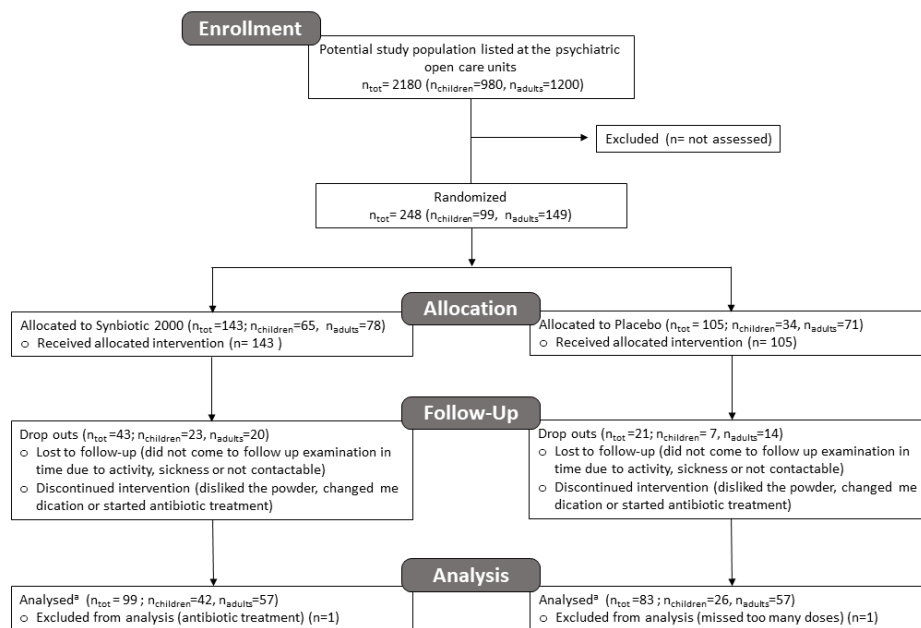 Enrollment
Potential study population listed at the psychiatric
open care units
ntot= 2180 (nchildren=980, nadults=1200)
Excluded (n= not assessed)
Randomized
ntot= 248 (nchildren=99, nadults=149)
Allocation
Allocated to Synbiotic 2000 (ntot=143; nchildren=65, nadults=78)
o Received allocated intervention (n= 143 )
Allocated to Placebo (ntot = 105; nchildren=34, nadults=71)
o Received allocated intervention (n= 105)
Follow-Up
Drop outs (ntot =43; nchildren=23, nadults=20)
o Lost to follow-up (did not come to follow up examination in
time due to activity, sickness or not contactable)
o Discontinued intervention (disliked the powder, changed me
dication or started antibiotic treatment)
Drop outs (ntot=21; nchildren= 7, nadults=14)
o Lost to follow-up (did not come to follow up examination in
time due to activity, sickness or not contactable)
o Discontinued intervention (disliked the powder, changed me
dication or started antibiotic treatment)
Analysis
Analysedª (ntot= 99 ; nchildren=42, nadults=57)
o Excluded from analysis (antibiotic treatment) (n=1)
Analysedª (ntot=83 ; nchildren=26, nadults=57)
o Excluded from analysis (missed too many doses) (n=1)